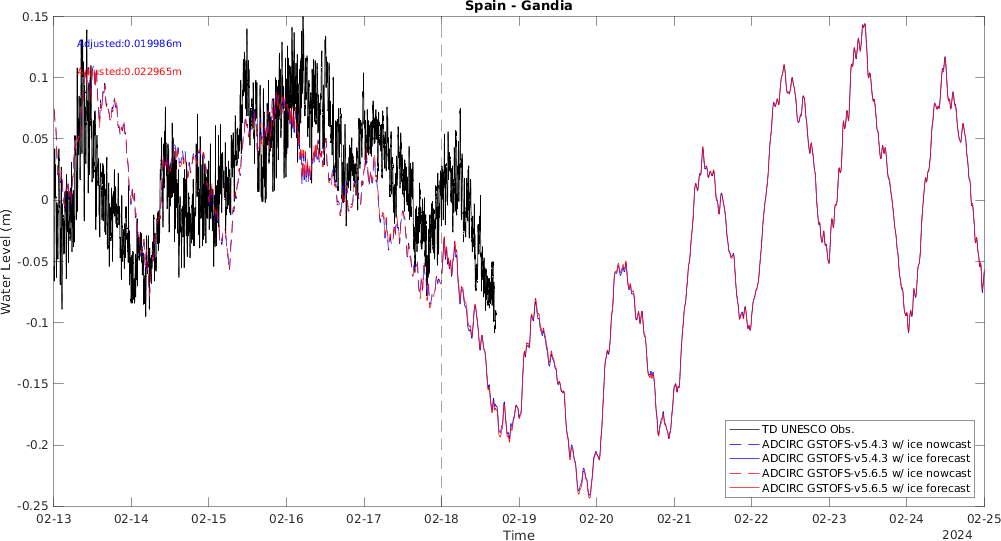 Spain - Gandia
Adjusted:0.019986m
Adjusted:0.022965m
Water Level (m)
0.15
0.1
0.05
0
-0.05
-0.1
-0.15
-0.2
-0.25
TD UNESCO Obs.
ADCIRC GSTOFS-v5.4.3 w/ ice nowcast
ADCIRC GSTOFS-v5.4.3 w/ ice forecast
ADCIRC GSTOFS-v5.6.5 w/ ice nowcast
ADCIRC GSTOFS-v5.6.5 w/ ice forecast
02-13 02-14 02-15 02-16 02-17 02-18 02-19 02-20 02-21 02-22 02-23 02-24 02-25
Time
2024